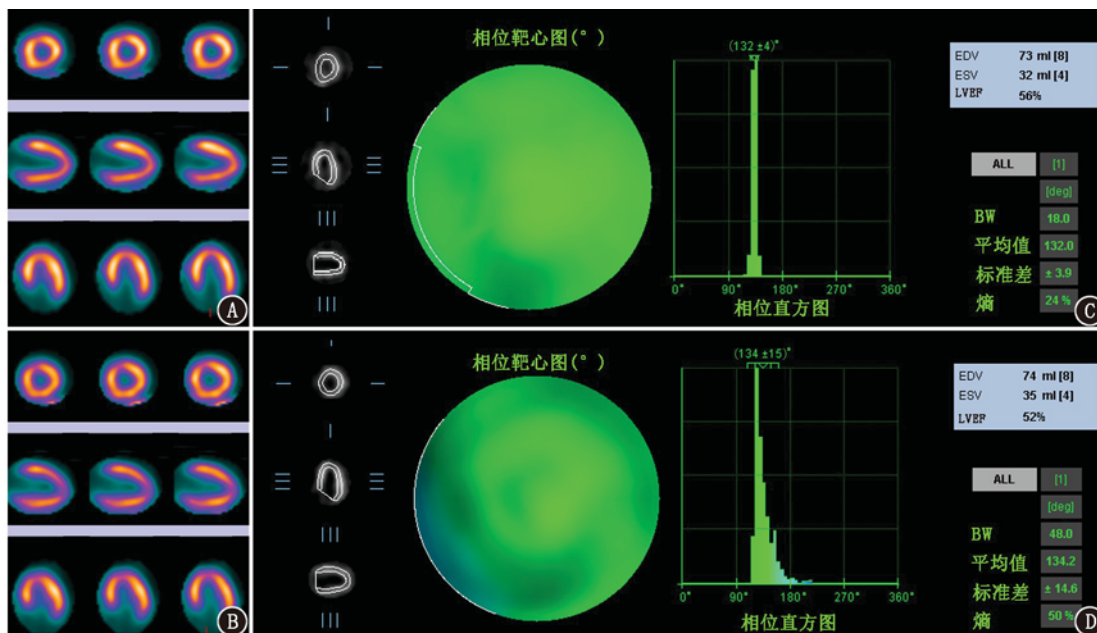 A
相位靶心图(°)
(132 ±4)°
0°
90°
180°
270°
360°
相位直方图
EDV 73 ml [8]
ESV 32 ml [4]
LVEF 56%
ALL [1]
[deg]
BW 18.0
平均值 132.0
标准差 ± 3.9
熵 24 %
C
B
相位靶心图(°)
(134 ±15)°
0°
90°
180°
270°
360°
相位直方图
EDV 74 ml [8]
ESV 35 ml [4]
LVEF 52%
ALL [1]
[deg]
BW 48.0
平均值 134.2
标准差 ± 14.6
熵 50 %
D